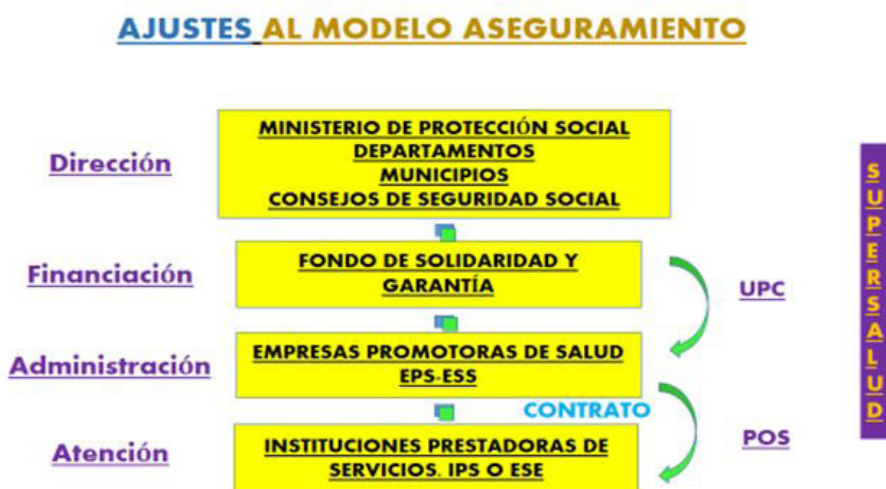 AJUSTES AL MODELO ASEGURAMIENTO
Dirección
MINISTERIO DE PROTECCIÓN SOCIAL
DEPARTAMENTOS
MUNICIPIOS
CONSEJOS DE SEGURIDAD SOCIAL
Financiación
FONDO DE SOLIDARIDAD Y
GARANTÍA
UPC
Administración
EMPRESAS PROMOTORAS DE SALUD
EPS-ESS
CONTRATO
Atención
INSTITUCIONES PRESTADORAS DE
SERVICIOS. IPS O ESE
POS
SUPERSALUD